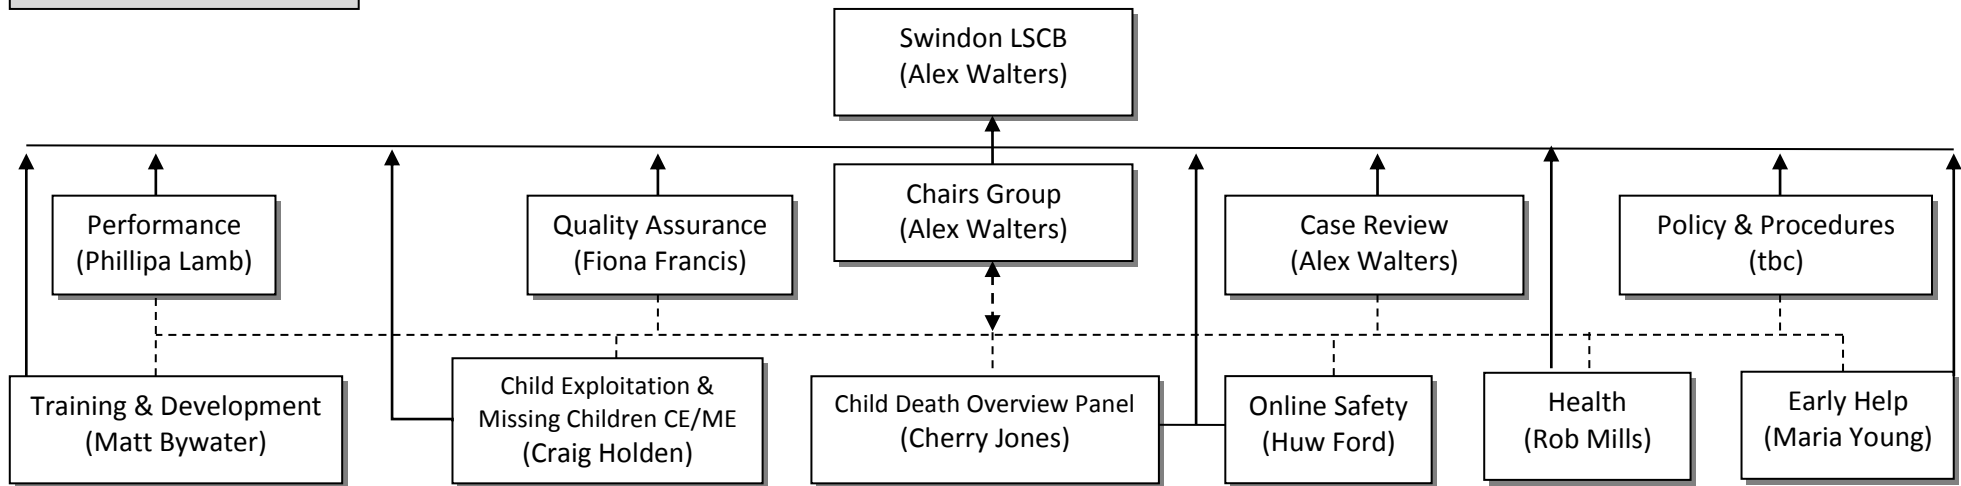 Swindon LSCB
(Alex Walters)
Chairs Group
(Alex Walters)
Performance
(Phillipa Lamb)
Quality Assurance
(Fiona Francis)
Case Review
(Alex Walters)
Policy & Procedures
(tbc)
Training & Development
(Matt Bywater)
Child Exploitation &
Missing Children CE/ME
(Craig Holden)
Child Death Overview Panel
(Cherry Jones)
Online Safety
(Huw Ford)
Health
(Rob Mills)
Early Help
(Maria Young)